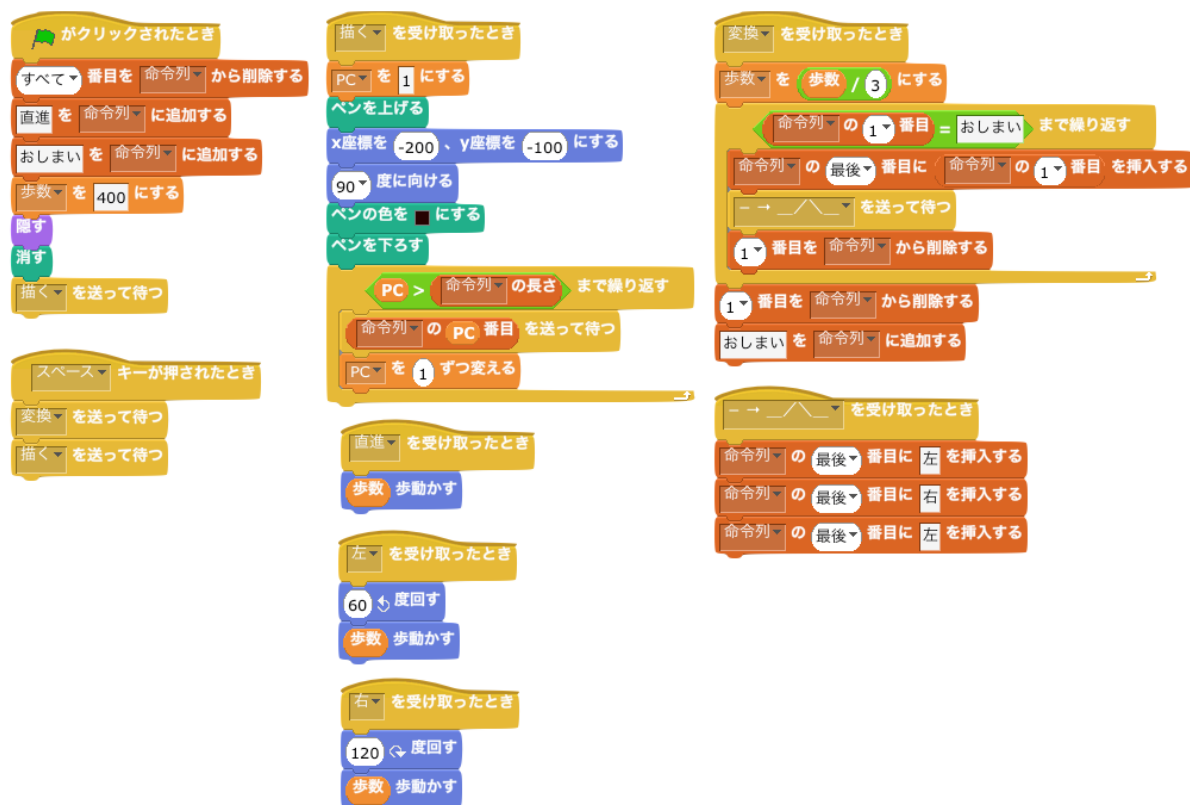 がクリックされたとき
すべて 番目を 命令列 から削除する
直進 を 命令列 に追加する
おしまい を 命令列 に追加する
歩数 を 400 にする
隠す
消す
描く を送って待つ
スペース キーが押されたとき
変換 を送って待つ
描く を送って待つ
描く を受け取ったとき
PC を 1 にする
ペンを上げる
x座標を -200 、y座標を -100 にする
90 度に向ける
ペンの色を にする
ペンを下ろす
PC > 命令列 の長さ まで繰り返す
命令列 の PC 番目 を送って待つ
PC を 1 ずつ変える
直進 を受け取ったとき
歩数 歩動かす
左 を受け取ったとき
60 度回す
歩数 歩動かす
右 を受け取ったとき
120 度回す
歩数 歩動かす
変換 を受け取ったとき
歩数 を 歩数 / 3 にする
命令列 の 1 番目 = おしまい まで繰り返す
命令列 の 最後 番目に 命令列 の 1 番目 を挿入する
− → __/\__ を送って待つ
1 番目を 命令列 から削除する
1 番目を 命令列 から削除する
おしまい を 命令列 に追加する
− → __/\__ を受け取ったとき
命令列 の 最後 番目に 左 を挿入する
命令列 の 最後 番目に 右 を挿入する
命令列 の 最後 番目に 左 を挿入する